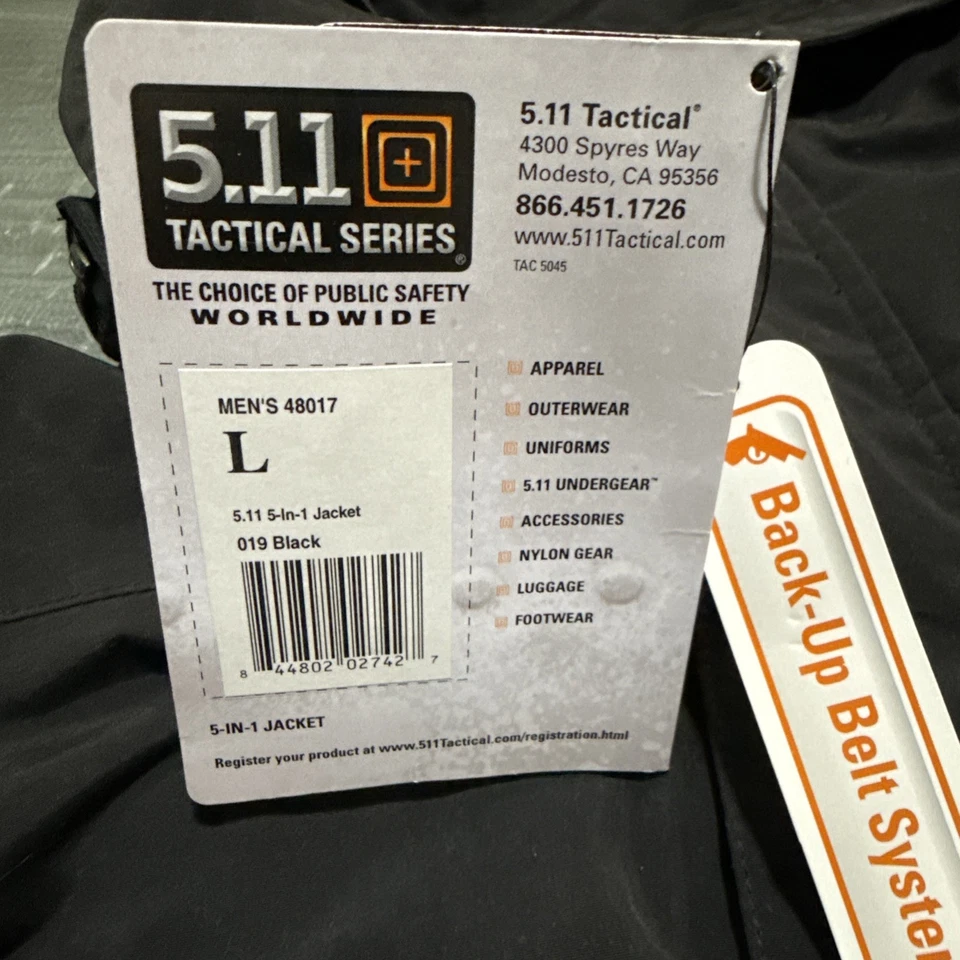 5.11
TACTICAL SERIES®
THE CHOICE OF PUBLIC SAFETY
WORLDWIDE
5.11 Tactical®
4300 Spyres Way
Modesto, CA 95356
866.451.1726
www.511Tactical.com
TAC 5045
MEN'S 48017
L
5.11 5-In-1 Jacket
019 Black
8 44802 02742 7
APPAREL
OUTERWEAR
UNIFORMS
5.11 UNDERGEAR™
ACCESSORIES
NYLON GEAR
LUGGAGE
FOOTWEAR
5-IN-1 JACKET
Register your product at www.511Tactical.com/registration.html
Back-Up Belt System